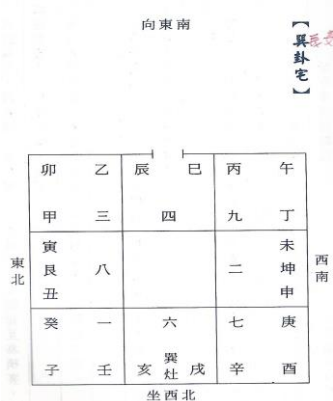 向東南
【巽卦宅】
卯 乙 辰 巳 丙 午
甲 三 四 九 丁
東北
寅 艮 丑 八 二 未 坤 申
西南
癸 一 六 七 庚
子 壬 亥 巽灶 戌 辛 酉
坐西北